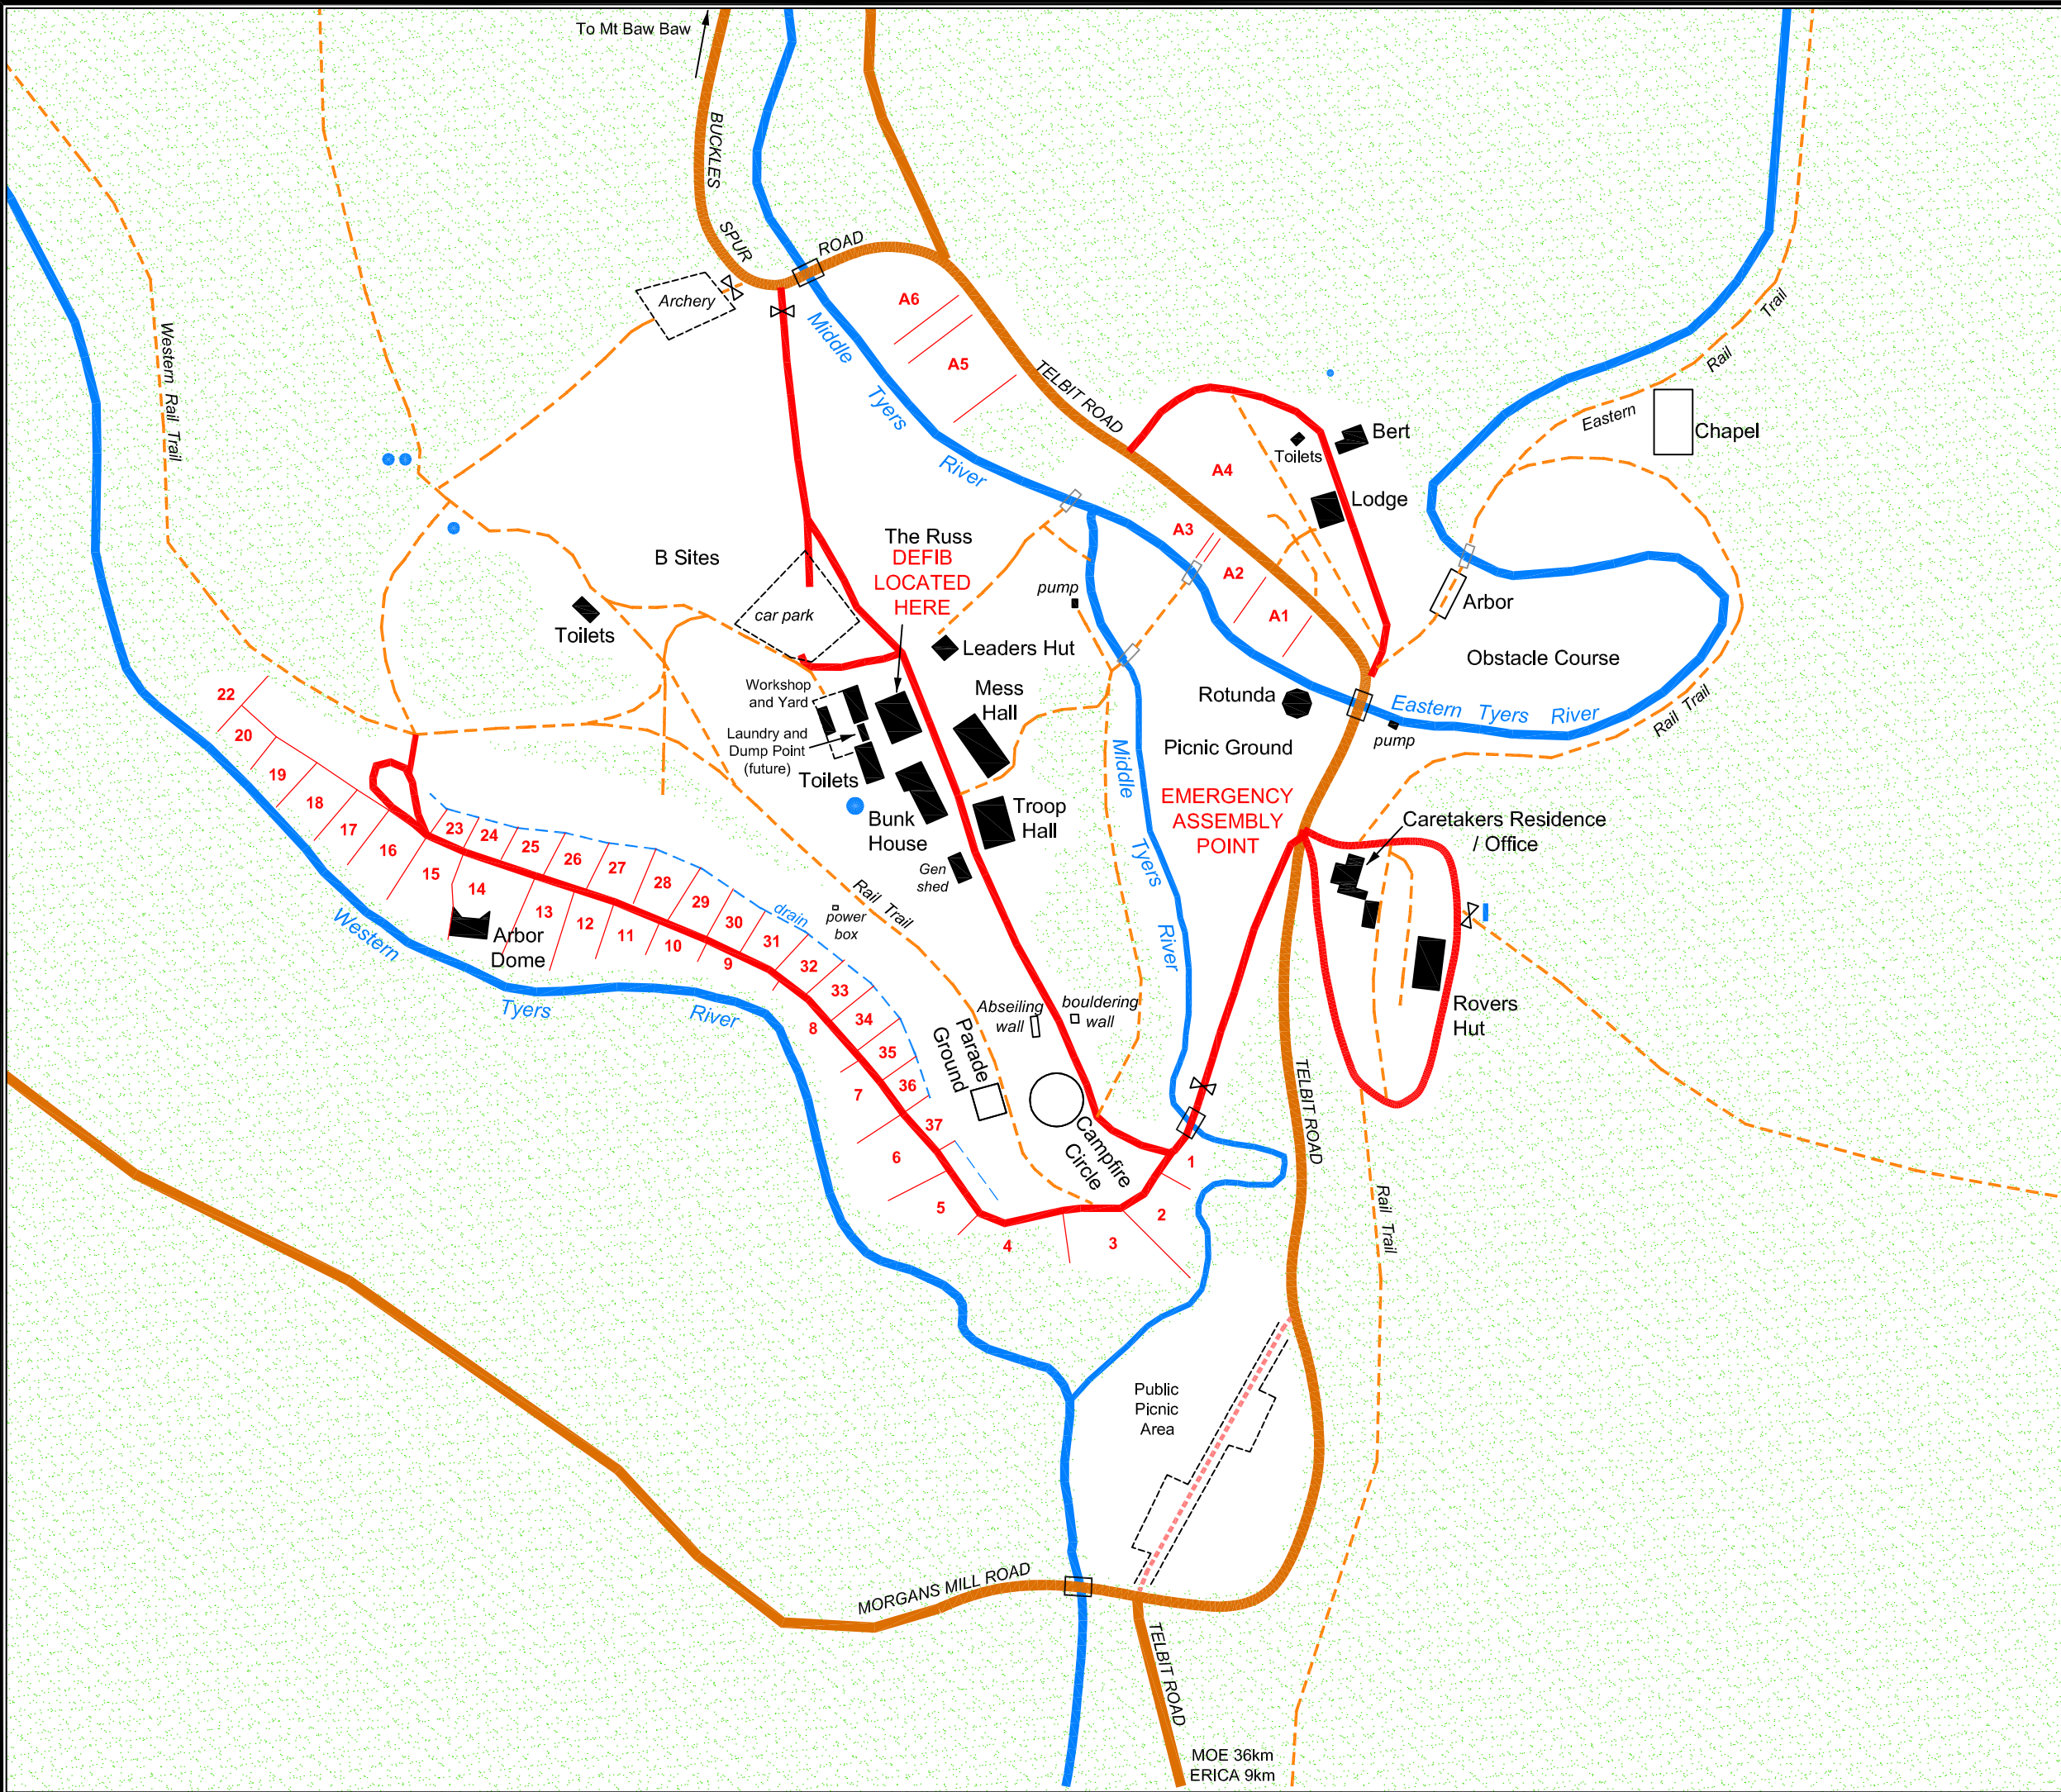 To Mt Baw Baw
BUCKLES
SPUR
ROAD
Archery
A6
A5
Middle
Tyers
River
TELBIT ROAD
Western Rail Trail
Trail
Rail
Eastern
Chapel
Bert
Toilets
A4
Lodge
A3
A2
A1
Arbor
Obstacle Course
The Russ
DEFIB
LOCATED
HERE
B Sites
car park
pump
Toilets
Leaders Hut
Mess
Hall
Workshop
and Yard
Laundry and
Dump Point
(future)
Toilets
Rotunda
Eastern Tyers River
pump
Rail Trail
Picnic Ground
EMERGENCY
ASSEMBLY
POINT
Middle
Tyers
River
Bunk
House
Troop
Hall
Gen
shed
Caretakers Residence
/ Office
Rovers
Hut
22
20
19
18
17
16
15
14
13
12
11
10
9
8
7
6
5
4
3
2
1
23
24
25
26
27
28
29
30
31
32
33
34
35
36
37
drain
power
box
Rail Trail
Arbor
Dome
Western
Tyers
River
Abseiling
wall
bouldering
wall
Parade
Ground
Campfire
Circle
TELBIT ROAD
Rail Trail
Public
Picnic
Area
MORGANS MILL ROAD
TELBIT ROAD
MOE 36km
ERICA 9km